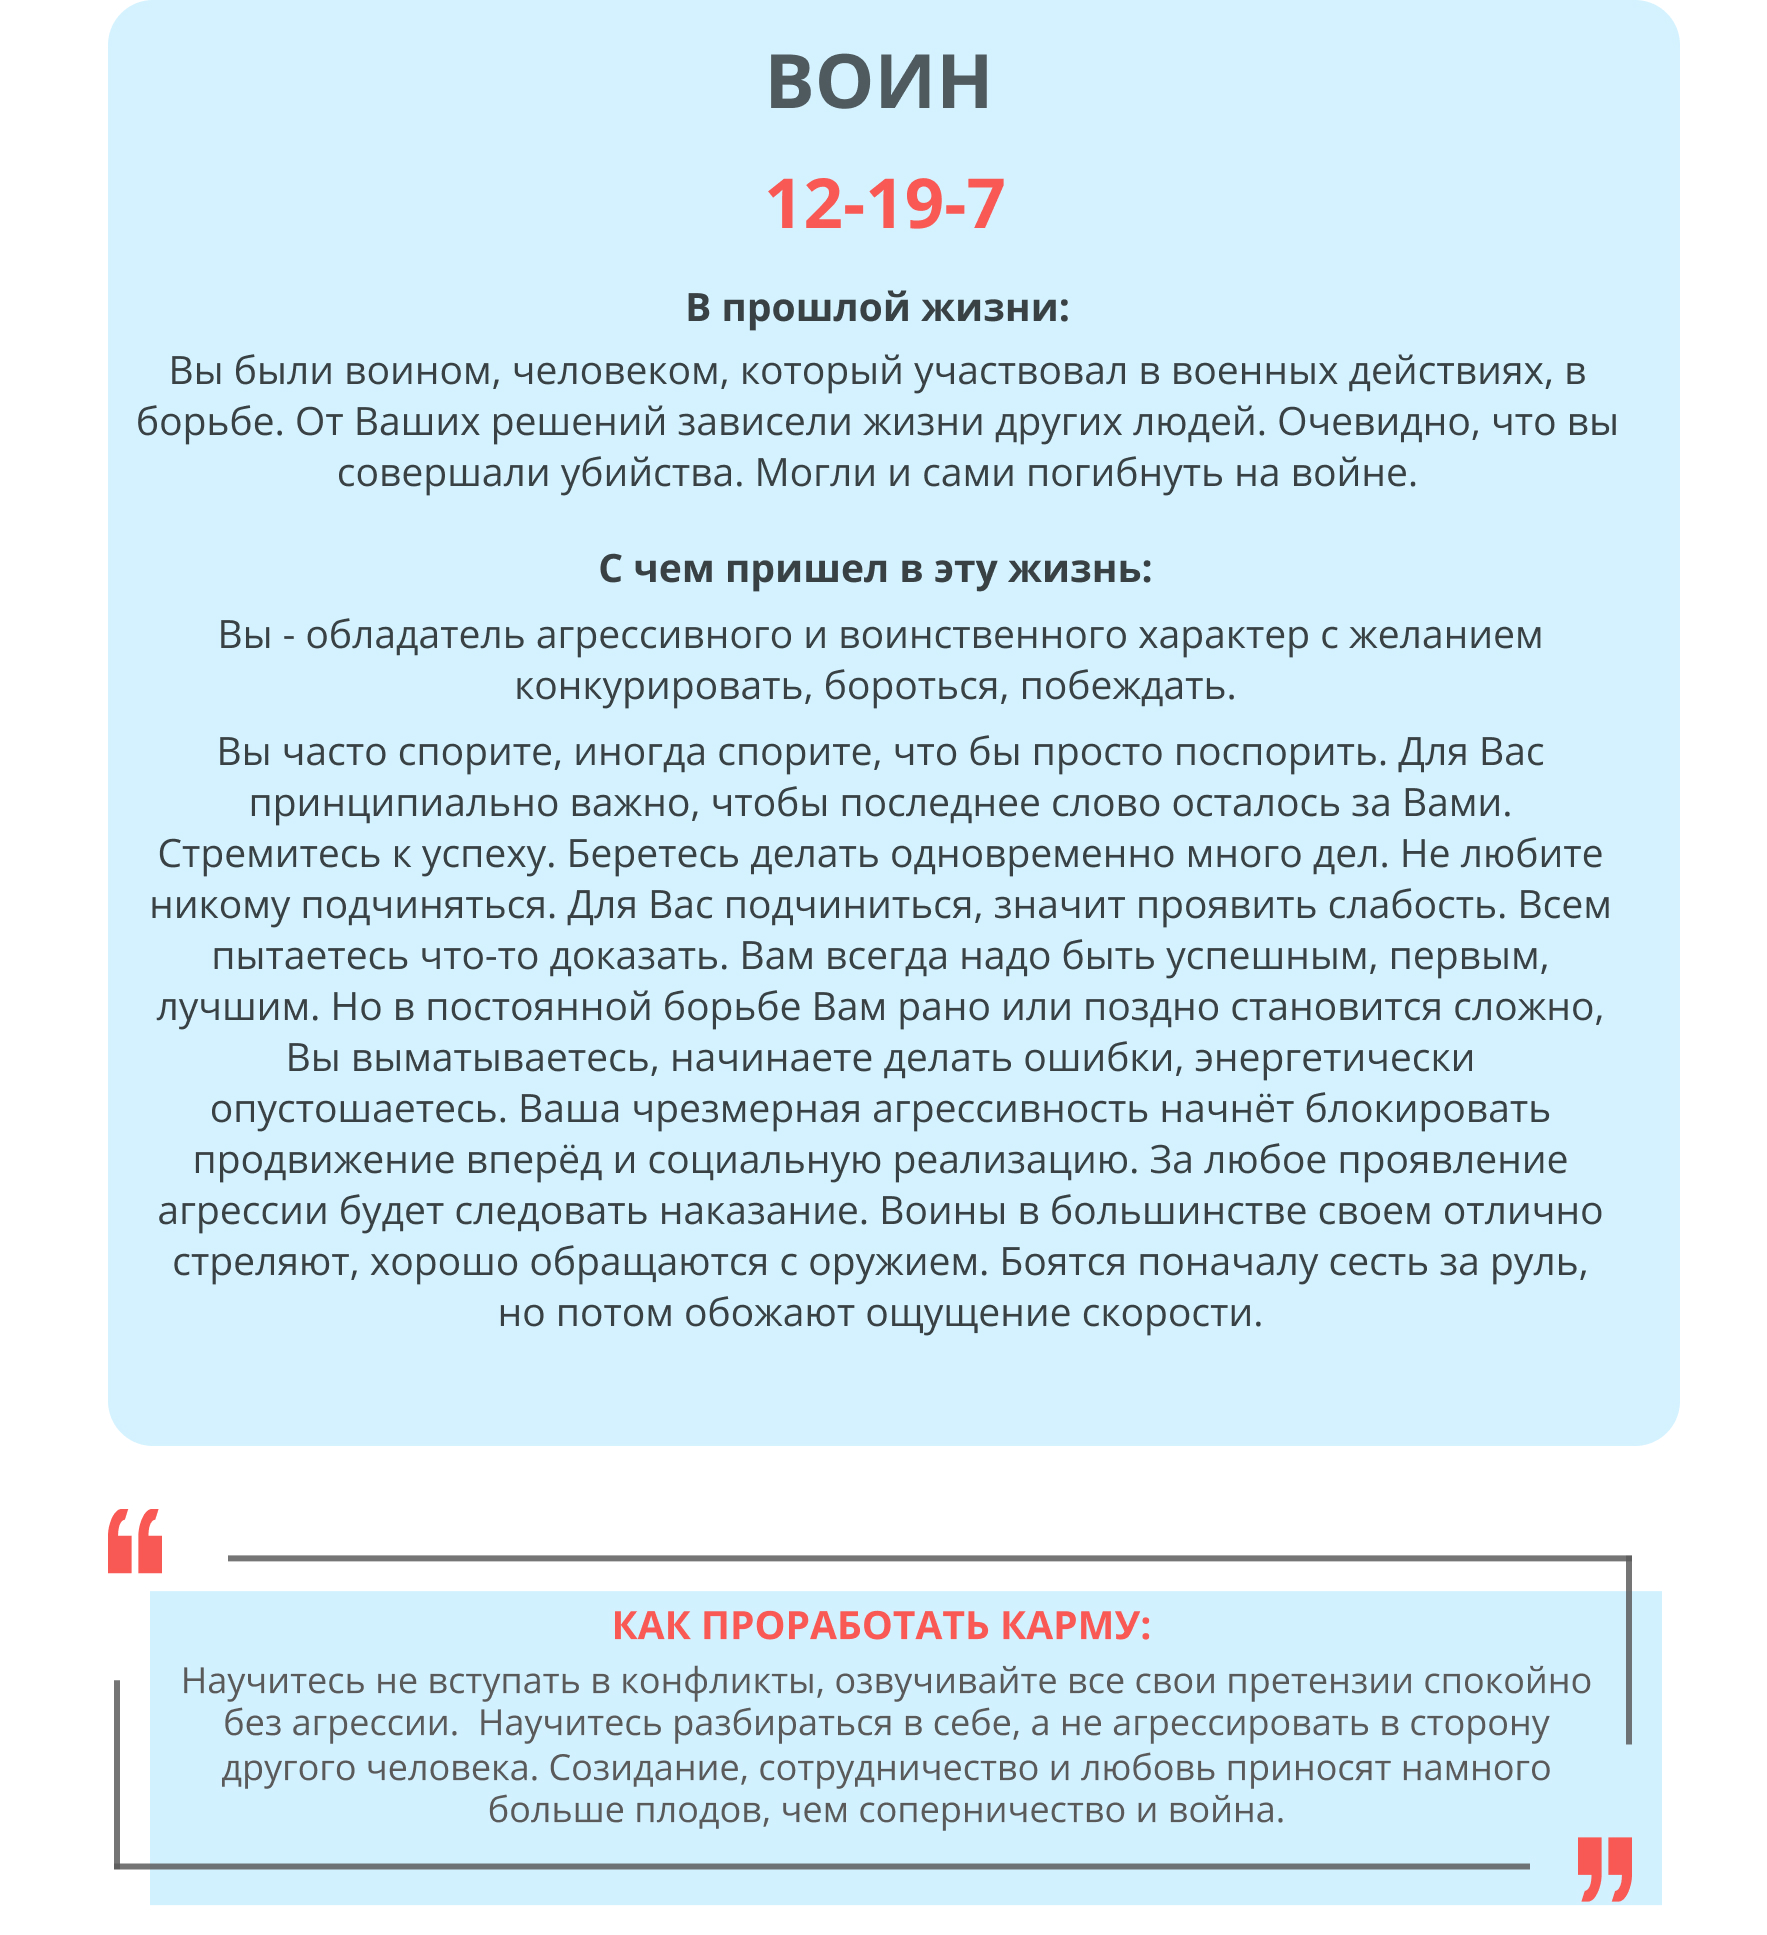 ВОИН
12-19-7
В прошлой жизни:
Вы были воином, человеком, который участвовал в военных действиях, в
борьбе. От Ваших решений зависели жизни других людей. Очевидно, что вы
совершали убийства. Могли и сами погибнуть на войне.
С чем пришел в эту жизнь:
Вы - обладатель агрессивного и воинственного характер с желанием
конкурировать, бороться, побеждать.
Вы часто спорите, иногда спорите, что бы просто поспорить. Для Вас
принципиально важно, чтобы последнее слово осталось за Вами.
Стремитесь к успеху. Беретесь делать одновременно много дел. Не любите
никому подчиняться. Для Вас подчиниться, значит проявить слабость. Всем
пытаетесь что-то доказать. Вам всегда надо быть успешным, первым,
лучшим. Но в постоянной борьбе Вам рано или поздно становится сложно,
Вы выматываетесь, начинаете делать ошибки, энергетически
опустошаетесь. Ваша чрезмерная агрессивность начнёт блокировать
продвижение вперёд и социальную реализацию. За любое проявление
агрессии будет следовать наказание. Воины в большинстве своем отлично
стреляют, хорошо обращаются с оружием. Боятся поначалу сесть за руль,
но потом обожают ощущение скорости.
“
КАК ПРОРАБОТАТЬ КАРМУ:
Научитесь не вступать в конфликты, озвучивайте все свои претензии спокойно
без агрессии.  Научитесь разбираться в себе, а не агрессировать в сторону
другого человека. Созидание, сотрудничество и любовь приносят намного
больше плодов, чем соперничество и война.
”